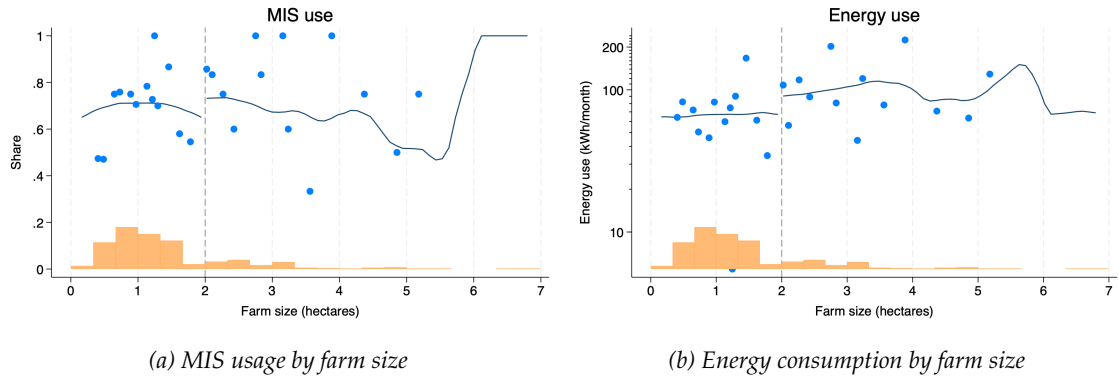 MIS use
Share
1
.8
.6
.4
.2
0
0 1 2 3 4 5 6 7
Farm size (hectares)
(a) MIS usage by farm size
Energy use
Energy use (kWh/month)
200
100
10
0 1 2 3 4 5 6 7
Farm size (hectares)
(b) Energy consumption by farm size